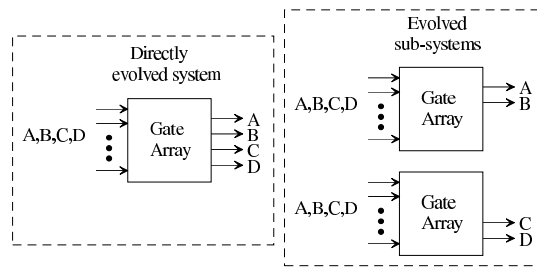 Directly
evolved system
A,B,C,D
Gate
Array
A
B
C
D
Evolved
sub-systems
A,B,C,D
Gate
Array
A
B
A,B,C,D
Gate
Array
C
D